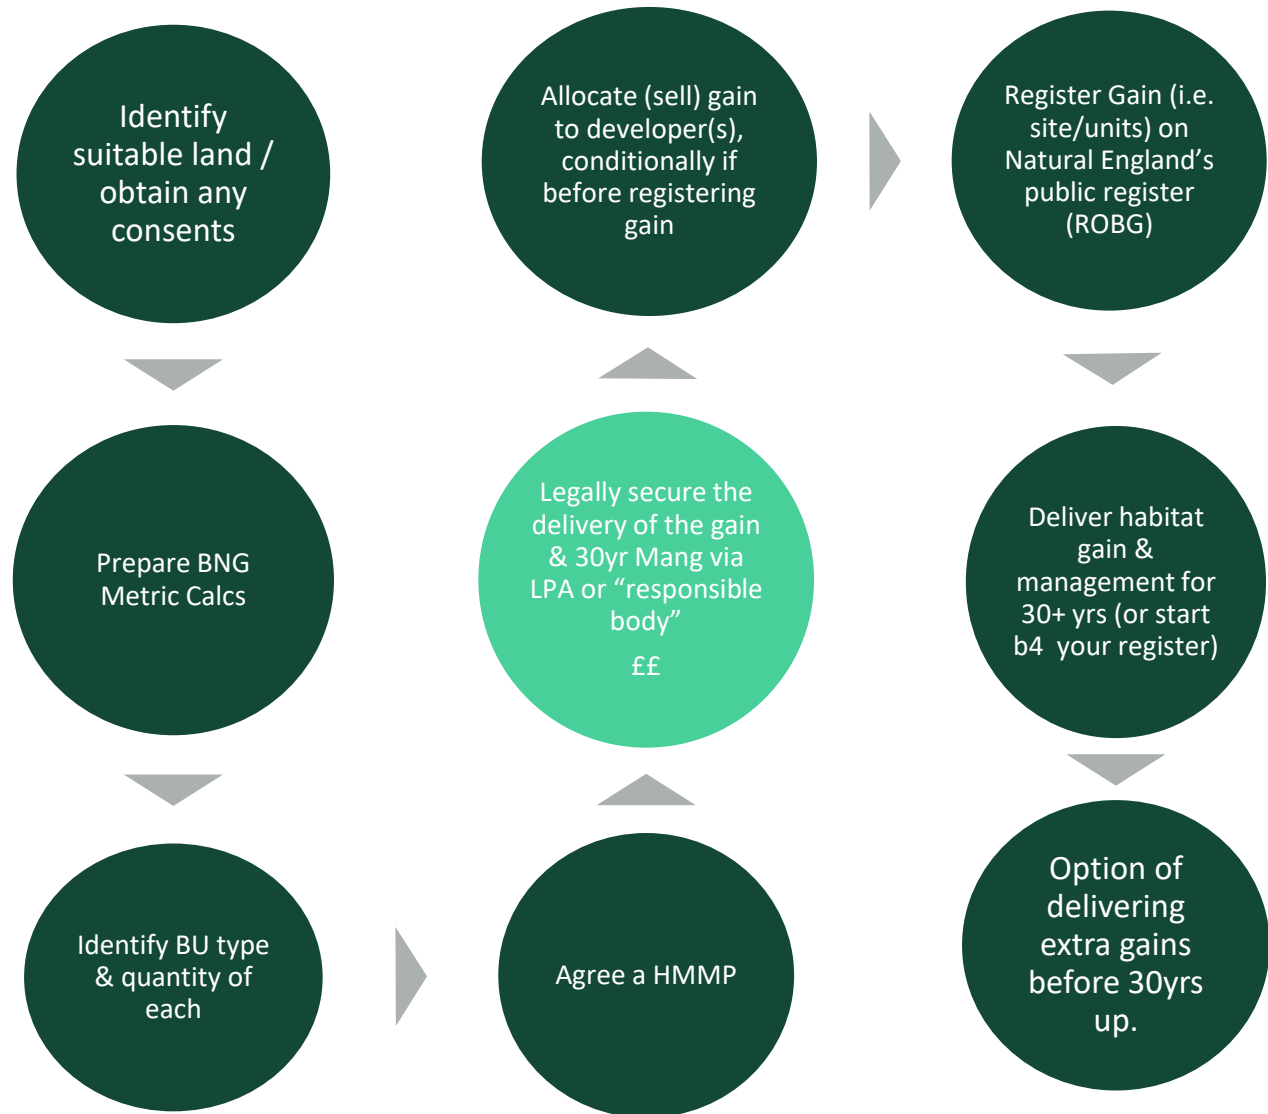 Identify
suitable land /
obtain any
consents
Prepare BNG
Metric Calcs
Identify BU type
& quantity of
each
Agree a HMMP
Legally secure the
delivery of the gain
& 30yr Mang via
LPA or “responsible
body”
££
Allocate (sell) gain
to developer(s),
conditionally if
before registering
gain
Register Gain (i.e.
site/units) on
Natural England’s
public register
(ROBG)
Deliver habitat
gain &
management for
30+ yrs (or start
b4  your register)
Option of
delivering
extra gains
before 30yrs
up.